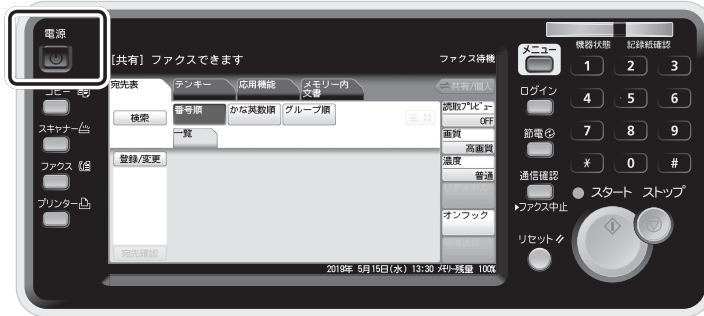 電源
コピー
スキャナー
ファクス
プリンター
[共有] ファクスできます
ファクス待機
宛先表
テンキー
応用機能
メモリー内
文書
共有/個人
検索
番号順
かな英数順
グループ順
一覧
登録/変更
宛先確認
読取プレビュー
OFF
画質
高画質
濃度
普通
オンフック
2019年 5月15日(水) 13:30 メモリー残量 100%
メニュー
ログイン
節電
通信確認
▶ファクス中止
リセット
機器状態
記録紙確認
1 2 3
4 5 6
7 8 9
* 0 #
スタート
ストップ